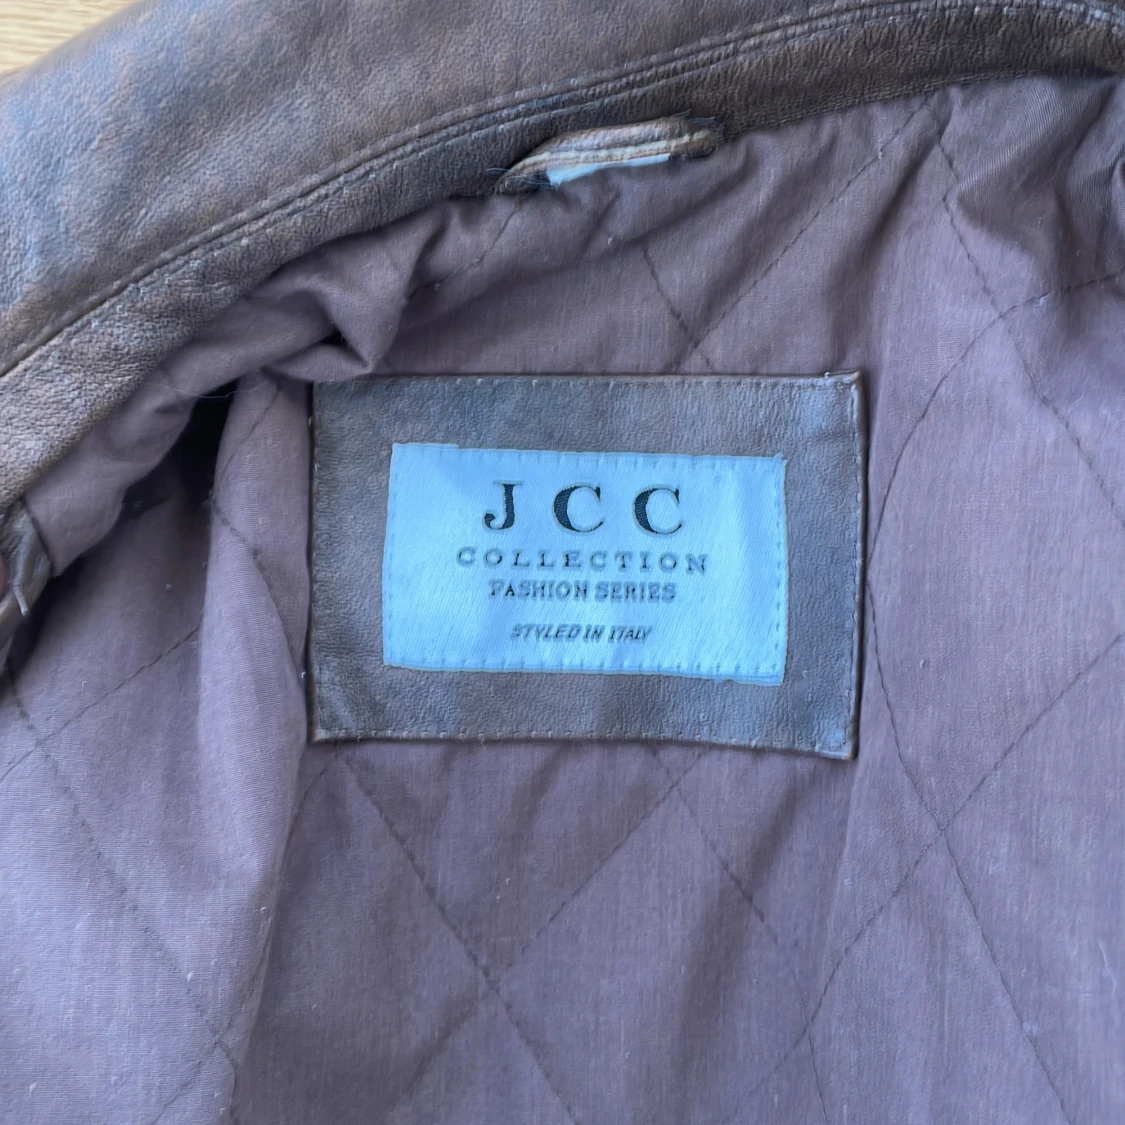 JCC
COLLECTION
FASHION SERIES
STYLED IN ITALY